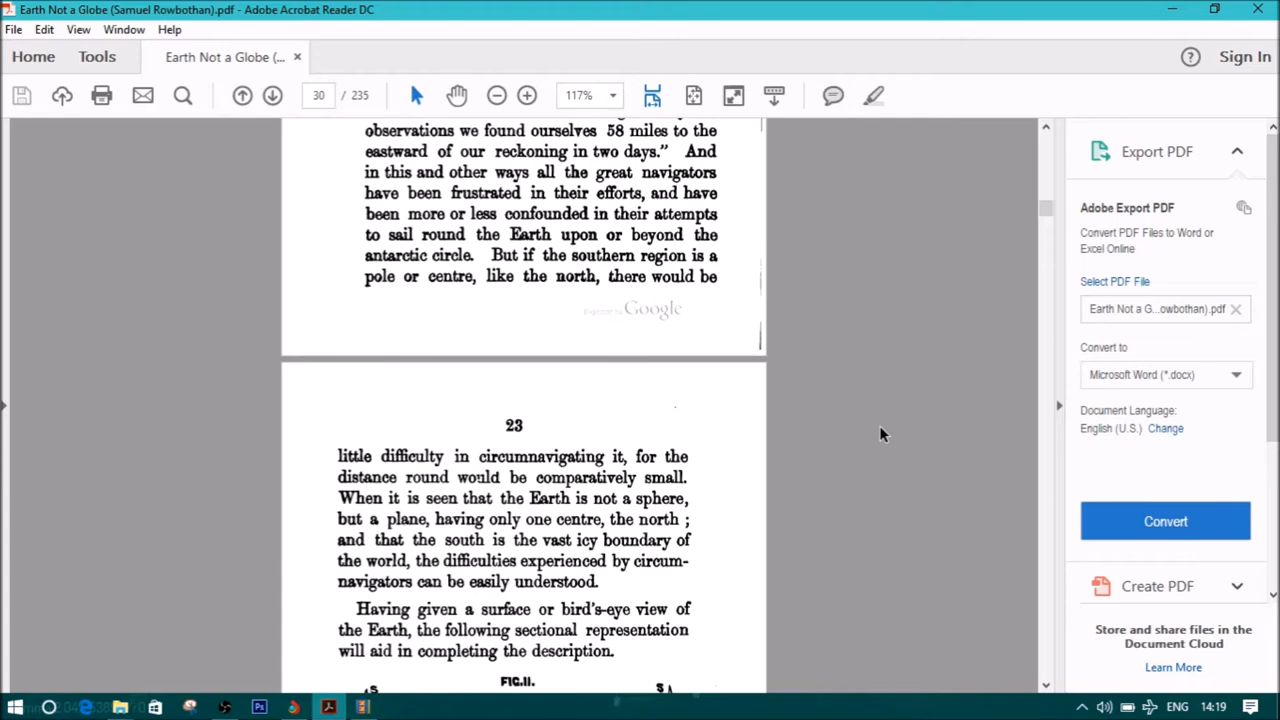 Earth Not a Globe (Samuel Rowbothan).pdf - Adobe Acrobat Reader DC
File Edit View Window Help
Home Tools Earth Not a Globe (... × Sign In
30 / 235 117%
observations we found ourselves 58 miles to the
eastward of our reckoning in two days.” And
in this and other ways all the great navigators
have been frustrated in their efforts, and have
been more or less confounded in their attempts
to sail round the Earth upon or beyond the
antarctic circle. But if the southern region is a
pole or centre, like the north, there would be
Google
23
little difficulty in circumnavigating it, for the
distance round would be comparatively small.
When it is seen that the Earth is not a sphere,
but a plane, having only one centre, the north ;
and that the south is the vast icy boundary of
the world, the difficulties experienced by circum-
navigators can be easily understood.
Having given a surface or bird's-eye view of
the Earth, the following sectional representation
will aid in completing the description.
FIG.II.
S S
Export PDF
Adobe Export PDF
Convert PDF Files to Word or
Excel Online
Select PDF File
Earth Not a G...owbothan).pdf ×
Convert to
Microsoft Word (*.docx)
Document Language:
English (U.S.) Change
Convert
Create PDF
Store and share files in the
Document Cloud
Learn More
ENG 14:19